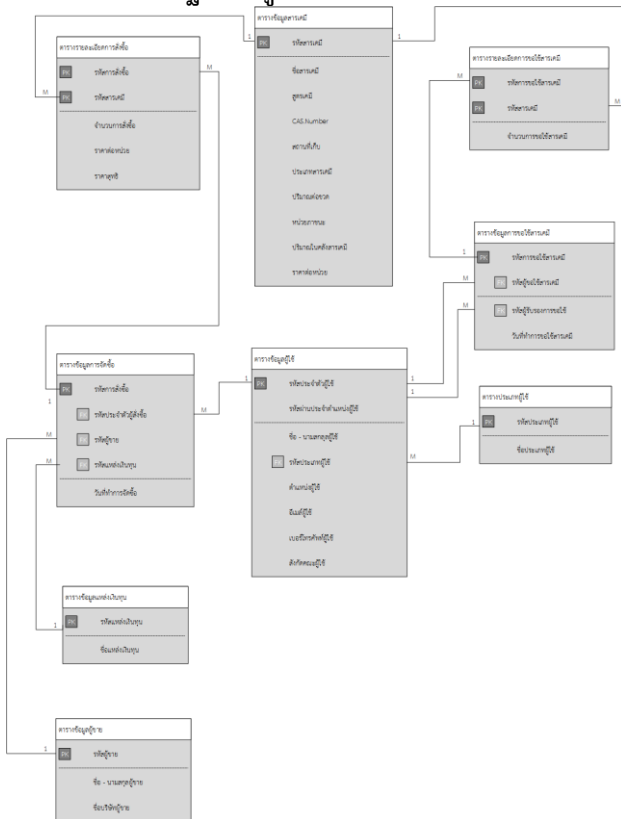 ตารางข้อมูลสารเคมี
PK รหัสสารเคมี
ชื่อสารเคมี
สูตรเคมี
CAS.Number
สถานที่เก็บ
ประเภทสารเคมี
ปริมาณต่อขวด
หน่วยภาชนะ
ปริมาณในคลังสารเคมี
ราคาต่อหน่วย
ตารางรายละเอียดการสั่งซื้อ
PK รหัสการสั่งซื้อ
PK รหัสสารเคมี
จำนวนการสั่งซื้อ
ราคาต่อหน่วย
ราคาสุทธิ
ตารางรายละเอียดการขอใช้สารเคมี
PK รหัสการขอใช้สารเคมี
PK รหัสสารเคมี
จำนวนการขอใช้สารเคมี
ตารางข้อมูลการขอใช้สารเคมี
PK รหัสการขอใช้สารเคมี
รหัสผู้ขอใช้สารเคมี
รหัสผู้รับรองการขอใช้
วันที่ทำการขอใช้สารเคมี
ตารางข้อมูลการจัดซื้อ
PK รหัสการสั่งซื้อ
รหัสประจำตัวผู้สั่งซื้อ
รหัสผู้ขาย
รหัสแหล่งเงินทุน
วันที่ทำการจัดซื้อ
ตารางข้อมูลผู้ใช้
PK รหัสประจำตัวผู้ใช้
รหัสผ่านประจำตำแหน่งผู้ใช้
ชื่อ - นามสกุลผู้ใช้
รหัสประเภทผู้ใช้
ตำแหน่งผู้ใช้
อีเมล์ผู้ใช้
เบอร์โทรศัพท์ผู้ใช้
สังกัดคณะผู้ใช้
ตารางประเภทผู้ใช้
PK รหัสประเภทผู้ใช้
ชื่อประเภทผู้ใช้
ตารางข้อมูลแหล่งเงินทุน
PK รหัสแหล่งเงินทุน
ชื่อแหล่งเงินทุน
ตารางข้อมูลผู้ขาย
PK รหัสผู้ขาย
ชื่อ - นามสกุลผู้ขาย
ชื่อบริษัทผู้ขาย
1
1
M
M
M
M
1
M
M
1
M
M
M
1
1
1
M
1
1
1